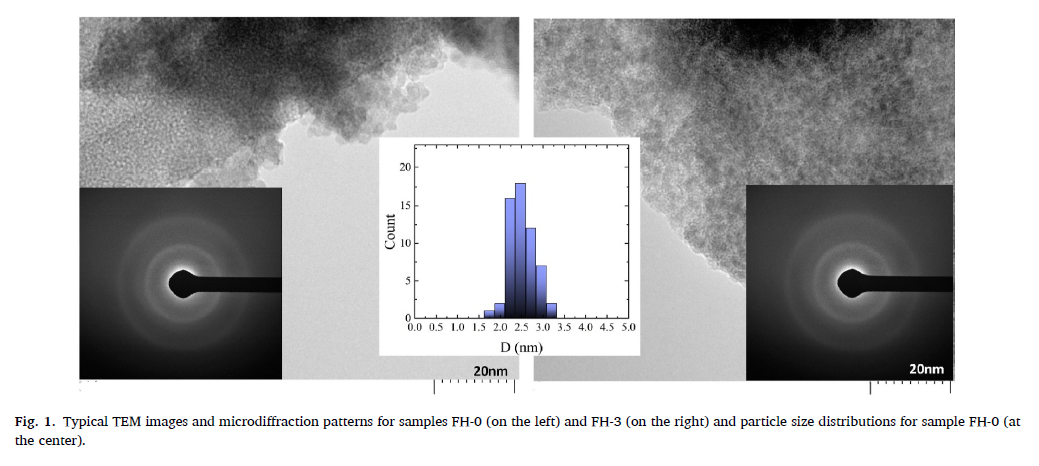 20
15
10
5
0
Count
0.0 0.5 1.0 1.5 2.0 2.5 3.0 3.5 4.0 4.5 5.0
D (nm)
20nm
20nm
Fig. 1. Typical TEM images and microdiffraction patterns for samples FH-0 (on the left) and FH-3 (on the right) and particle size distributions for sample FH-0 (at
the center).